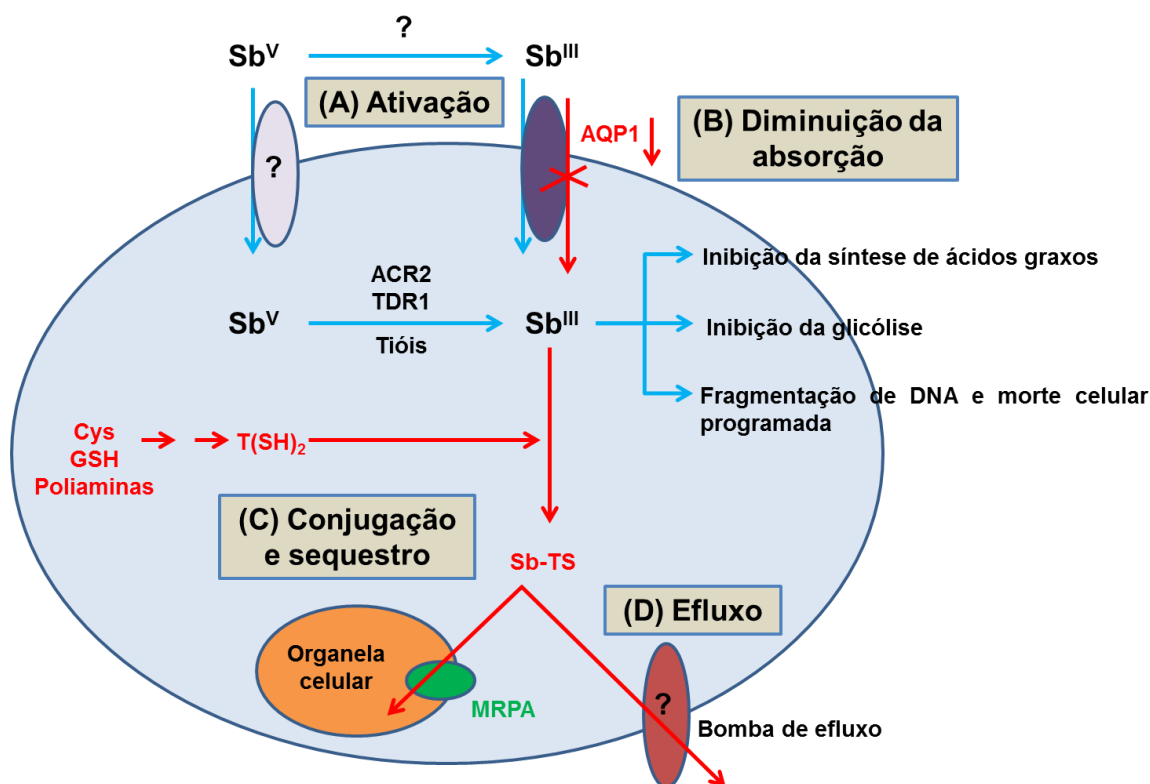 ?
Sb^V
Sb^III
(A) Ativação
AQP1
(B) Diminuição da
absorção
?
ACR2
TDR1
Sb^V
Tióis
Sb^III
Inibição da síntese de ácidos graxos
Inibição da glicólise
Fragmentação de DNA e morte celular
programada
Cys
GSH
Poliaminas
T(SH)₂
(C) Conjugação
e sequestro
Sb-TS
(D) Efluxo
Organela
celular
MRPA
?
Bomba de efluxo